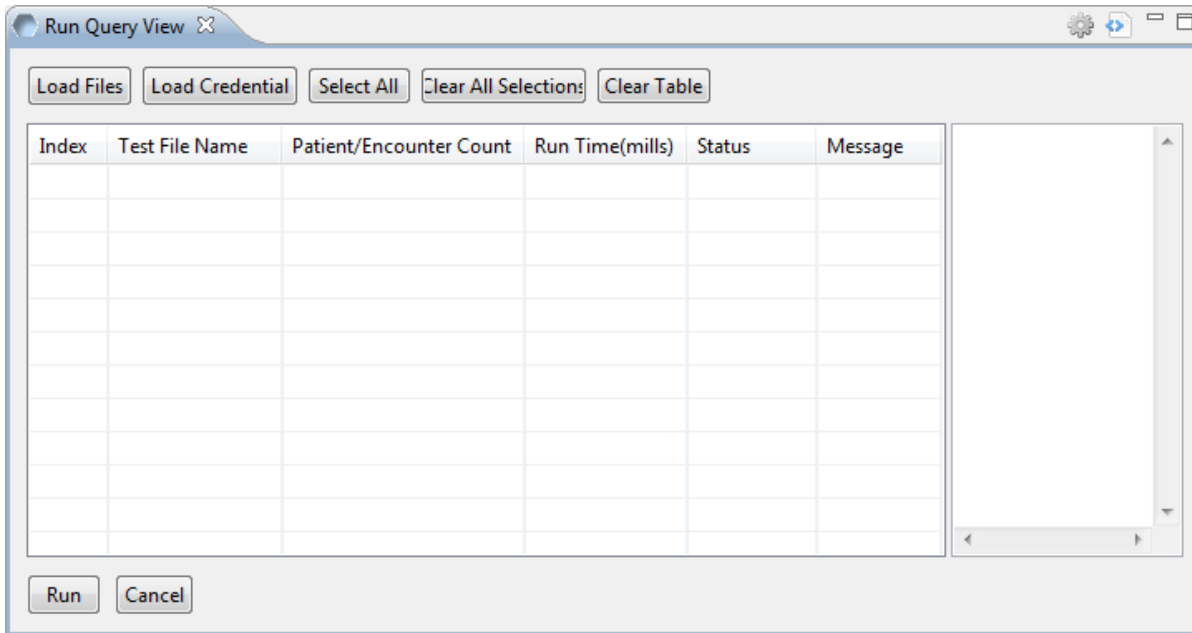 Run Query View
Load Files Load Credential Select All Clear All Selections Clear Table
Index Test File Name Patient/Encounter Count Run Time(mills) Status Message
Run Cancel